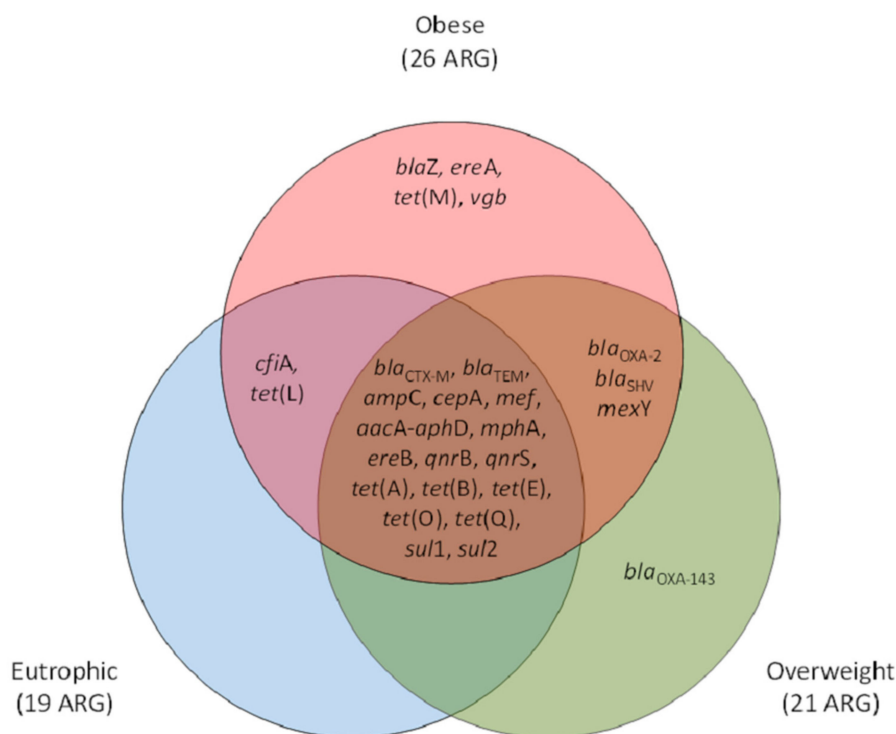 Obese
(26 ARG)
blaZ, ereA,
tet(M), vgb
cfiA,
tet(L)
blaCTX-M, blaTEM,
ampC, cepA, mef,
aacA-aphD, mphA,
ereB, qnrB, qnrS,
tet(A), tet(B), tet(E),
tet(O), tet(Q),
sul1, sul2
blaOXA-2
blaSHV
mexY
blaOXA-143
Eutrophic
(19 ARG)
Overweight
(21 ARG)